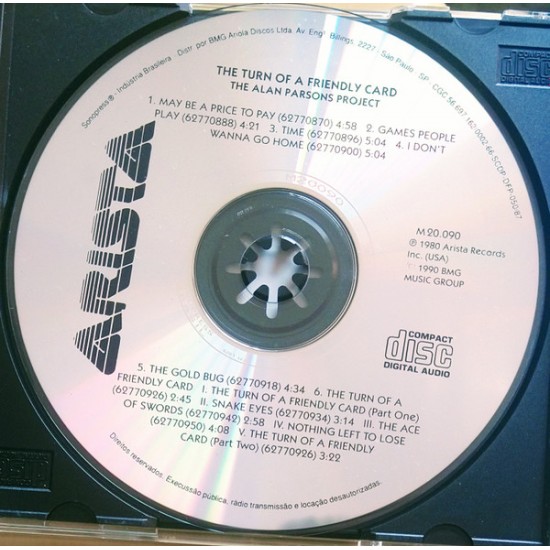 Sonopress ® - Indústria Brasileira - Distr. por BMG Ariola Discos Ltda. Av. Engº Billings, 2227 - São Paulo - SP - CGC 56.697.162/0002-66-SCDP-DFP-050/87
THE TURN OF A FRIENDLY CARD
THE ALAN PARSONS PROJECT
1. MAY BE A PRICE TO PAY (62770870) 4:58 2. GAMES PEOPLE
PLAY (62770888) 4:21 3. TIME (62770896) 5:04 4. I DON'T
WANNA GO HOME (62770900) 5:04
ARISTA
M 20.090
℗ 1980 Arista Records
Inc. (USA)
© 1990 BMG
MUSIC GROUP
COMPACT
disc
DIGITAL AUDIO
5. THE GOLD BUG (62770918) 4:34 6. THE TURN OF A
FRIENDLY CARD I. THE TURN OF A FRIENDLY CARD (Part One)
(62770926) 2:45 II. SNAKE EYES (62770934) 3:14 III. THE ACE
OF SWORDS (62770942) 2:58 IV. NOTHING LEFT TO LOSE
(62770950) 4:08 V. THE TURN OF A FRIENDLY
CARD (Part Two) (62770926) 3:22
Direitos reservados. Execussão pública, rádio transmissão e locação desautorizadas.
COMPACT
disc